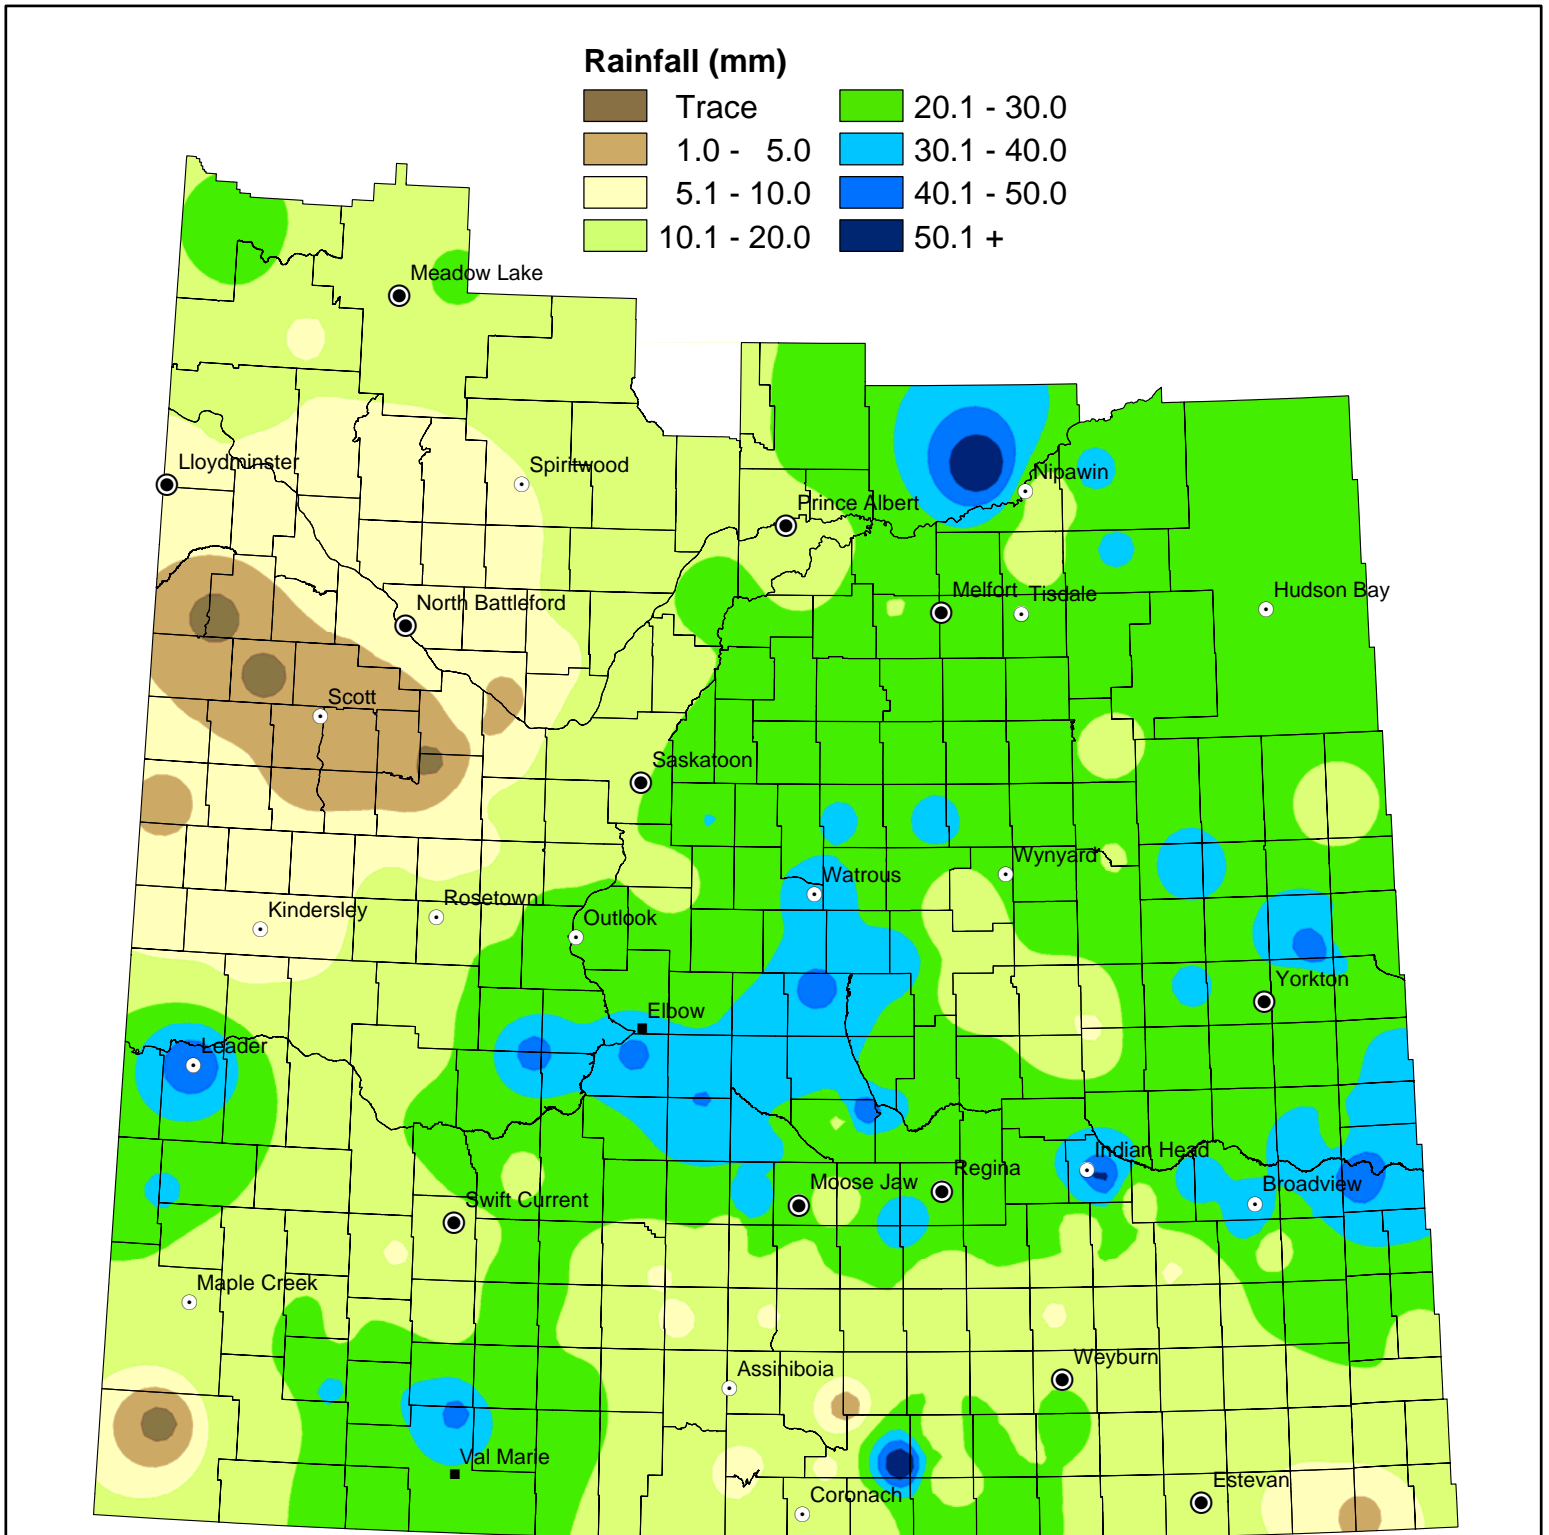 Rainfall (mm)
Trace
1.0 - 5.0
5.1 - 10.0
10.1 - 20.0
20.1 - 30.0
30.1 - 40.0
40.1 - 50.0
50.1 +
Meadow Lake
Lloydminster
Spiritwood
Nipawin
Prince Albert
North Battleford
Melfort
Tisdale
Hudson Bay
Scott
Saskatoon
Wynyard
Watrous
Rosetown
Kindersley
Outlook
Yorkton
Elbow
Leader
Indian Head
Regina
Moose Jaw
Broadview
Swift Current
Maple Creek
Weyburn
Assiniboia
Val Marie
Estevan
Coronach